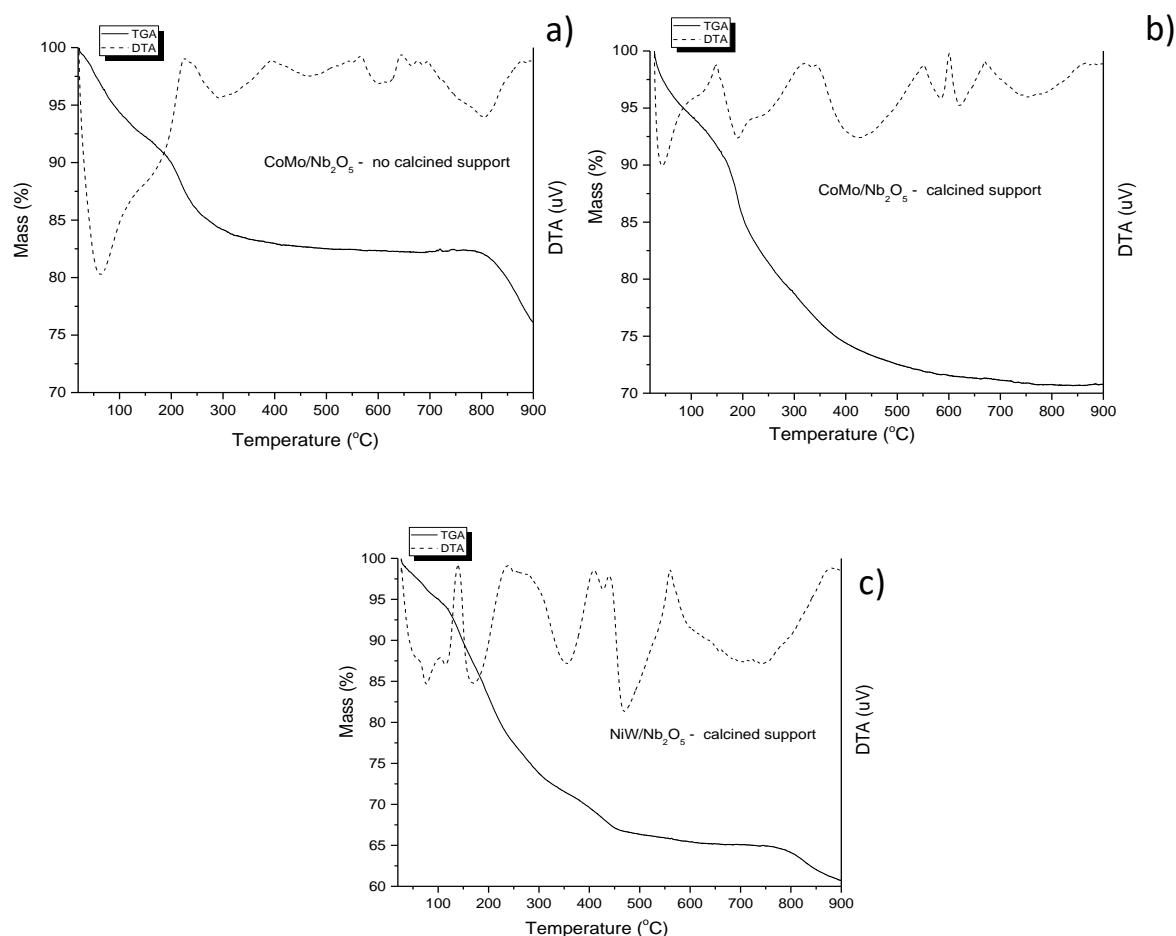 TGA
DTA
a)
100
95
90
85
80
75
70
Mass (%)
CoMo/Nb₂O₅ - no calcined support
DTA (uV)
100 200 300 400 500 600 700 800 900
Temperature (°C)
TGA
DTA
b)
100
95
90
85
80
75
70
Mass (%)
CoMo/Nb₂O₅ - calcined support
DTA (uV)
100 200 300 400 500 600 700 800 900
Temperature (°C)
TGA
DTA
c)
100
95
90
85
80
75
70
65
60
Mass (%)
NiW/Nb₂O₅ - calcined support
DTA (uV)
100 200 300 400 500 600 700 800 900
Temperature (°C)